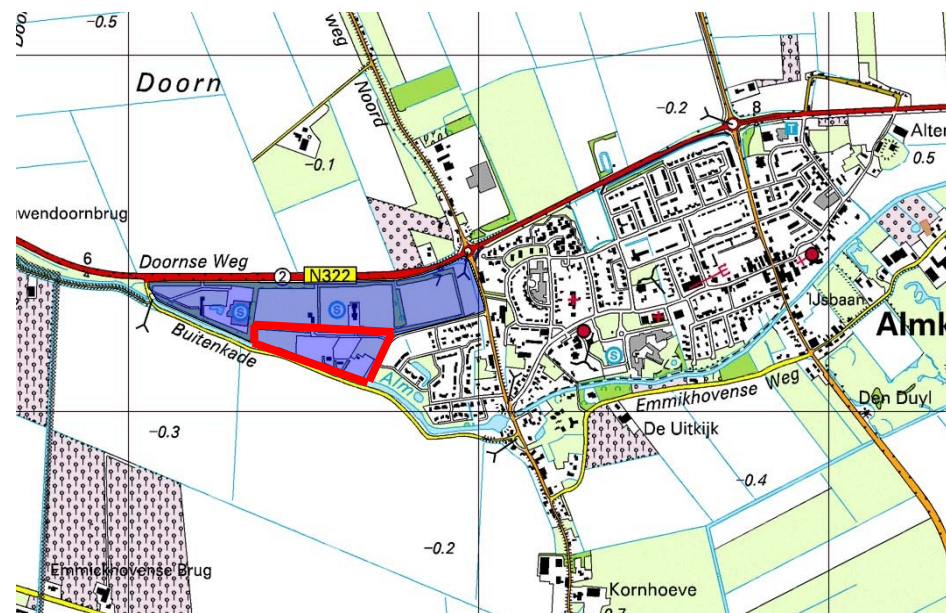 −0.5
weg
Doorn
Noord
−0.2
8
T
Alter
0.5
−0.1
wendoornbrug
6
Doornse Weg
2
N322
S
S
IJsbaan
Buitenkade
Almk
S
Alm
Emmikhovense Weg
Den Duyl
−0.3
De Uitkijk
−0.4
−0.2
Emmickhovense Brug
Kornhoeve